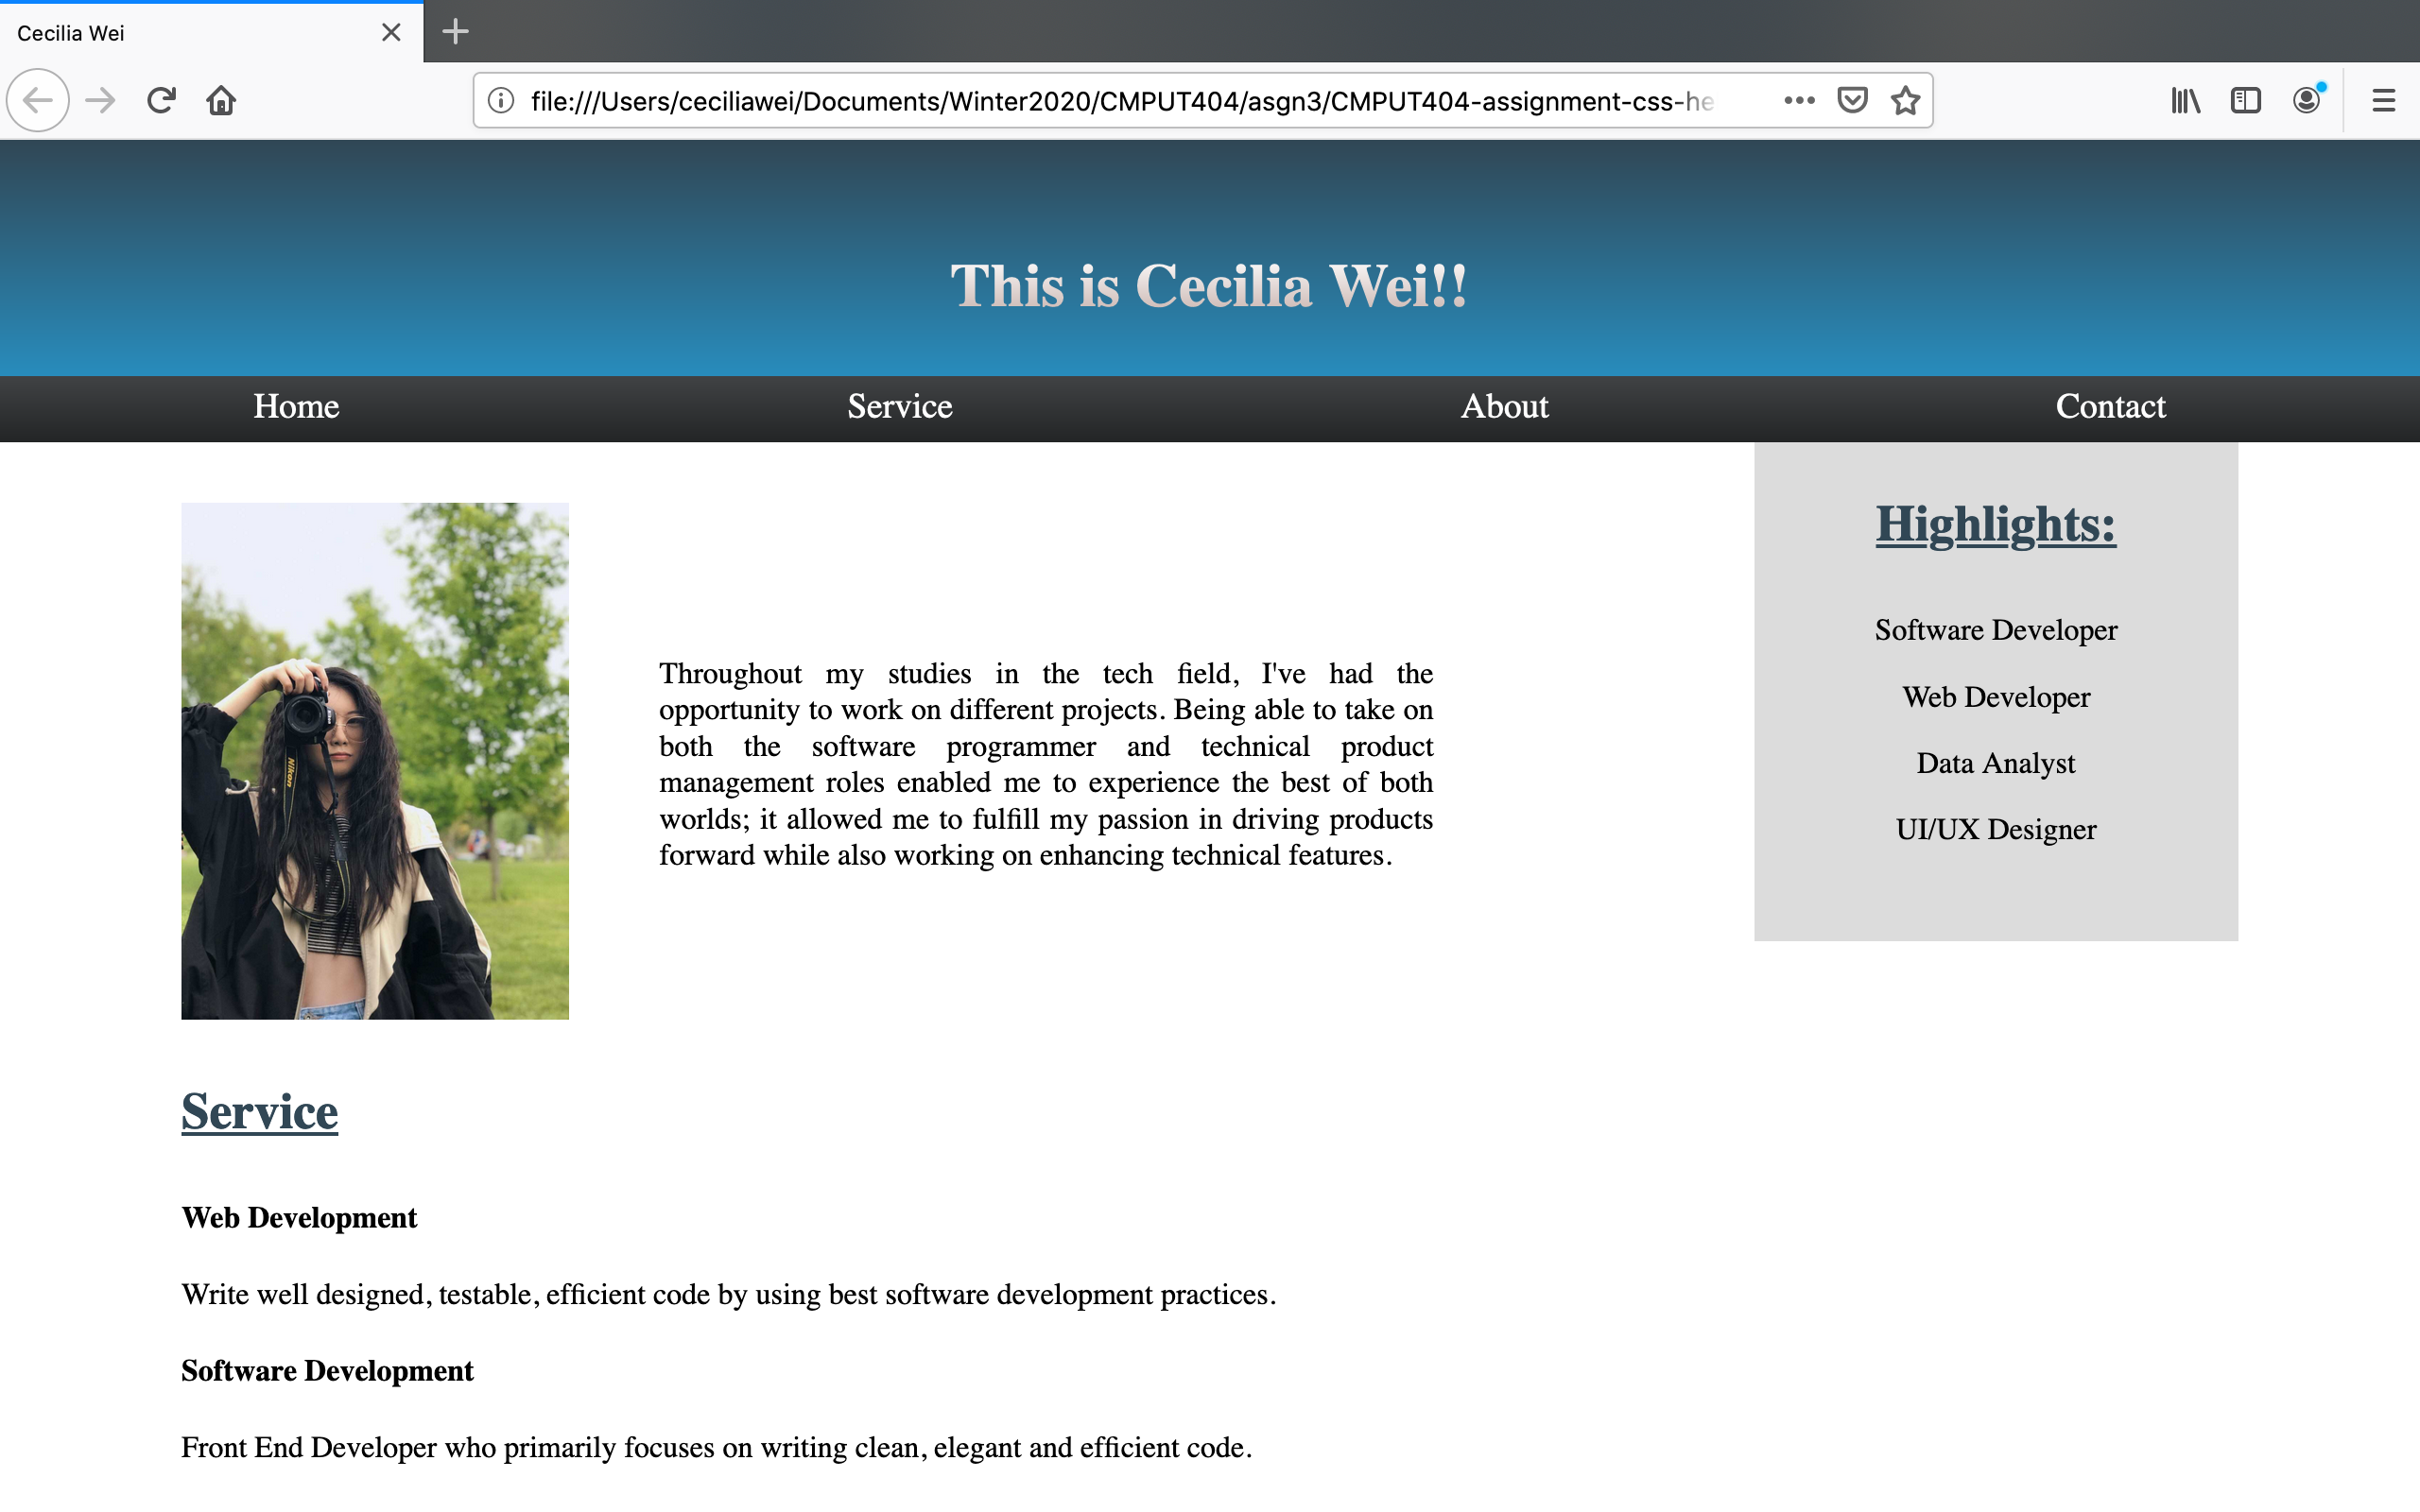 Cecilia Wei
file:///Users/ceciliawei/Documents/Winter2020/CMPUT404/asgn3/CMPUT404-assignment-css-he
This is Cecilia Wei!!
Home Service About Contact
Nikon
Throughout my studies in the tech field, I've had the
opportunity to work on different projects. Being able to take on
both the software programmer and technical product
management roles enabled me to experience the best of both
worlds; it allowed me to fulfill my passion in driving products
forward while also working on enhancing technical features.
Highlights:
Software Developer
Web Developer
Data Analyst
UI/UX Designer
Service
Web Development
Write well designed, testable, efficient code by using best software development practices.
Software Development
Front End Developer who primarily focuses on writing clean, elegant and efficient code.